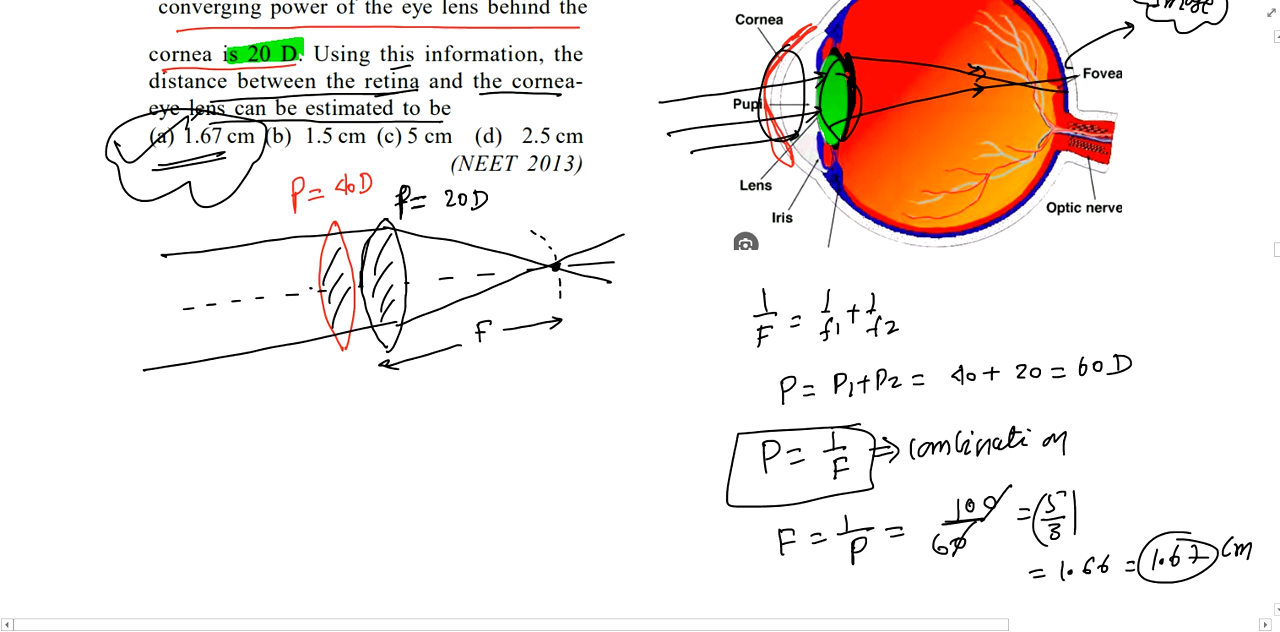 converging power of the eye lens behind the
cornea is 20 D. Using this information, the
distance between the retina and the cornea-
eye lens can be estimated to be
(a) 1.67 cm (b) 1.5 cm (c) 5 cm (d) 2.5 cm
(NEET 2013)
P = 40D
P = 20D
F
Cornea
Pupi
Lens
Iris
Fovea
Optic nerve
1/F = 1/f1 + 1/f2
P = P1+P2 = 40 + 20 = 60D
P = 1/F ⇒ combination
F = 1/P = 100/60 = (5/3)
= 1.66 = 1.67 cm